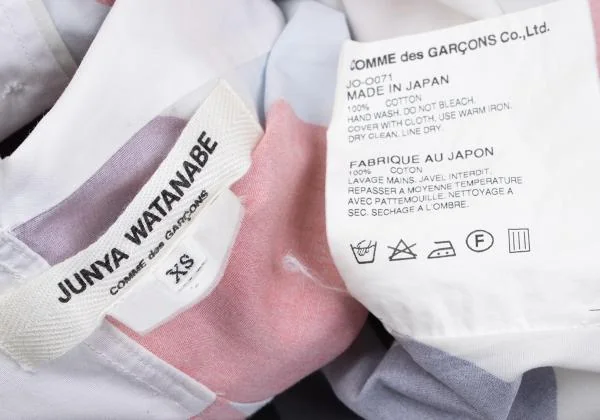 JUNYA WATANABE
COMME des GARÇONS
XS
COMME des GARÇONS Co.,Ltd.
JO-O071
MADE IN JAPAN
100% COTTON
HAND WASH. DO NOT BLEACH.
COVER WITH CLOTH, USE WARM IRON.
DRY CLEAN. LINE DRY.
FABRIQUE AU JAPON
100% COTON
LAVAGE MAINS. JAVEL INTERDIT.
REPASSER A MOYENNE TEMPERATURE
AVEC PATTEMOUILLE. NETTOYAGE A
SEC. SECHAGE A L'OMBRE.
F